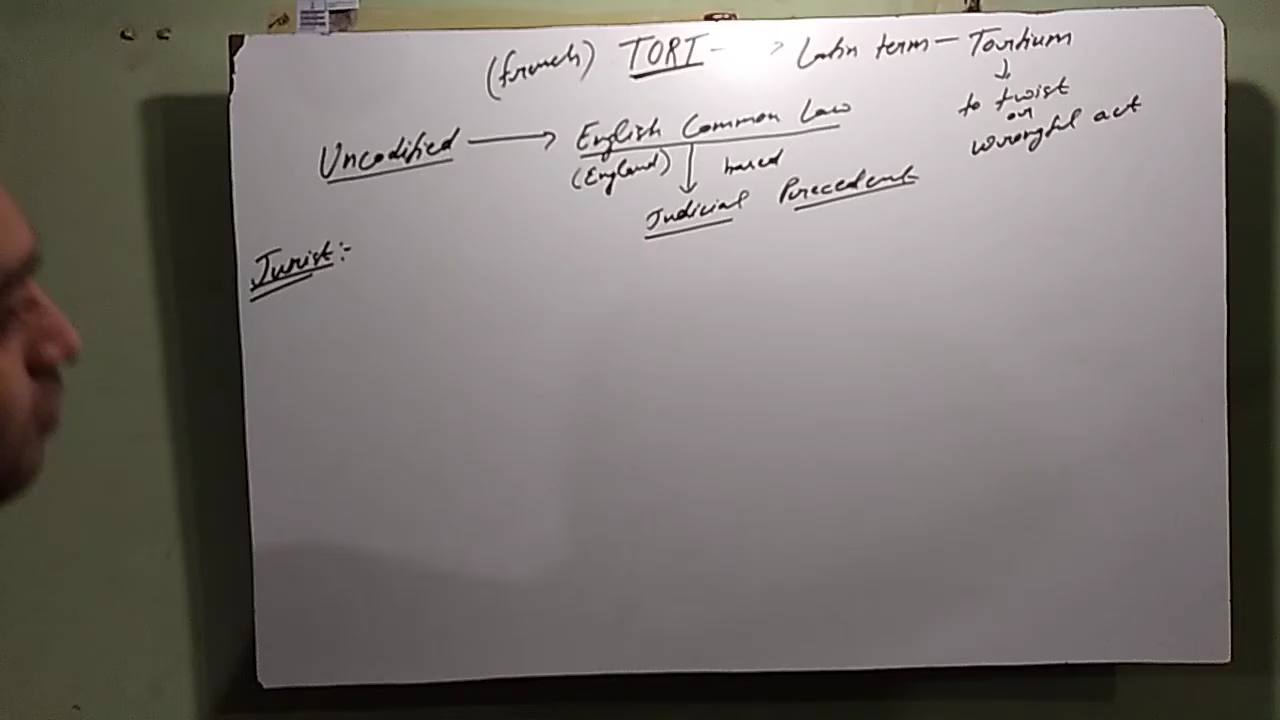 (french) TORT - > Latin term - Tortium
to twist
or
wrongful act
Uncodified → English Common Law
(England) based
Judicial Precedent
Jurist:-